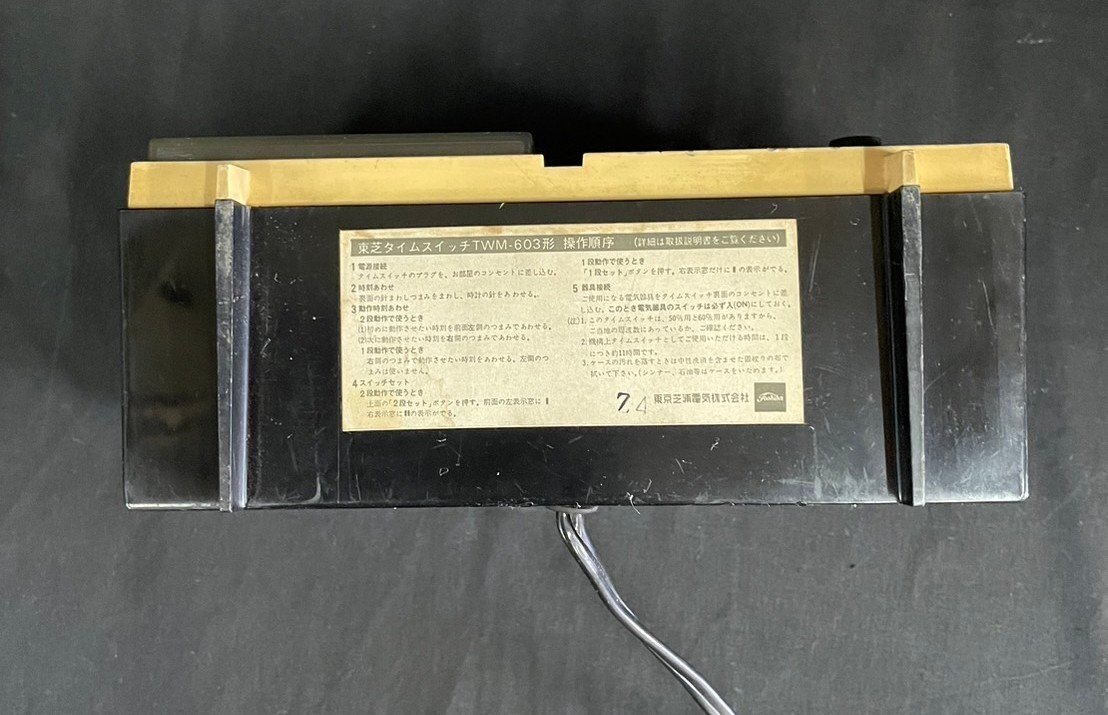 東芝タイムスイッチTWM-603形 操作順序 (詳細は取扱説明書をご覧ください)
1 電源接続
タイムスイッチのプラグを、お部屋のコンセントに差し込む。
2 時刻あわせ
裏面の針まわしつまみをまわし、時計の針をあわせる。
3 動作時刻あわせ
2段動作で使うとき
(1)初めに動作させたい時刻を前面左側のつまみであわせる。
(2)次に動作させたい時刻を右側のつまみであわせる。
1段動作で使うとき
右側のつまみで動作させたい時刻をあわせる。左側のつ
まみは使いません。
4 スイッチセット
2段動作で使うとき
上面の「2段セット」ボタンを押す。前面の左表示窓に▮
右表示窓に▮▮の表示がでる。
1段動作で使うとき
「1段セット」ボタンを押す。右表示窓だけに▮の表示がでる。
5 器具接続
ご使用になる電気器具をタイムスイッチ裏面のコンセントに差
し込む。このとき電気器具のスイッチは必ず入(ON)にしておく。
(注)1. このタイムスイッチは、50㎐用と60㎐用がありますから、
ご当地の周波数にあっているか、ご確認ください。
2. 機構上タイムスイッチとしてご使用いただける時間は、1段
につき約11時間です。
3. ケースの汚れを落すときは中性洗剤を含ませた固絞りの布で
拭いて下さい。(シンナー、石油等はケースをいためます。)
7.4 東京芝浦電気株式会社 Toshiba